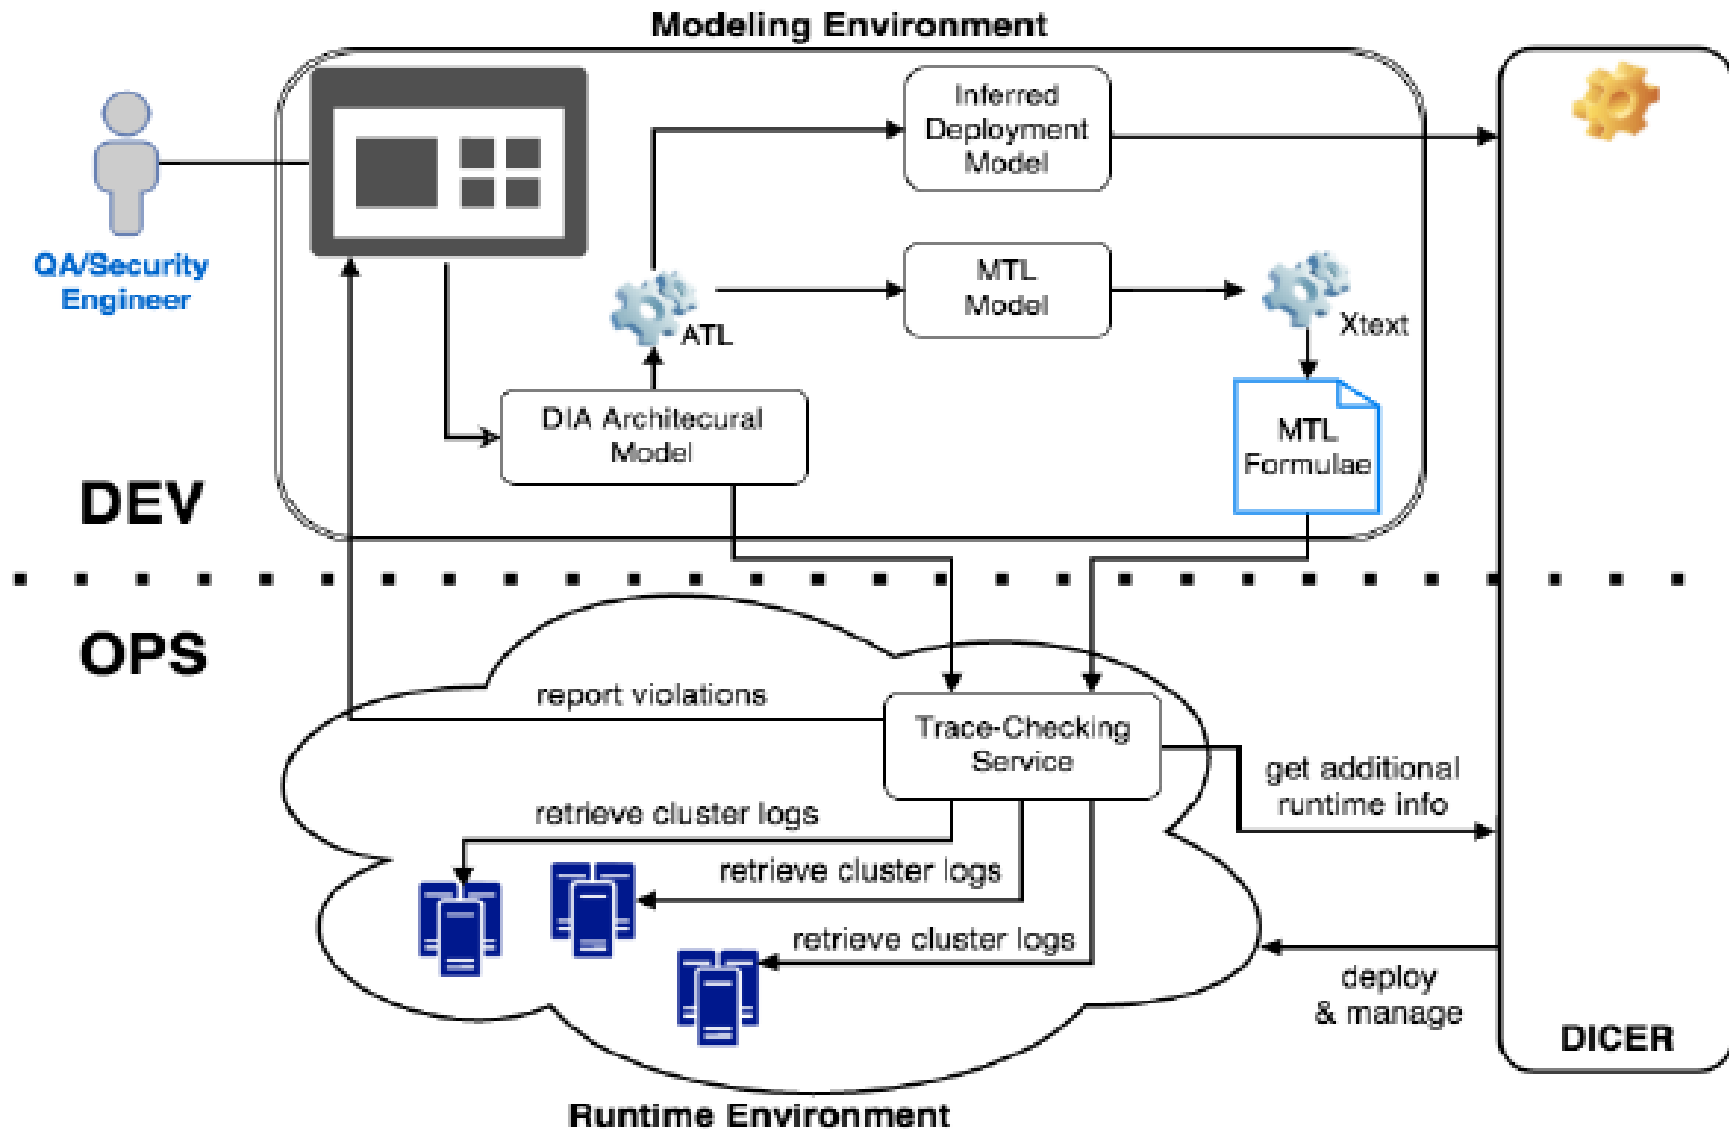 Modeling Environment
Inferred
Deployment
Model
QA/Security
Engineer
MTL
Model
ATL
Xtext
DIA Architecural
Model
MTL
Formulae
DEV
OPS
report violations
Trace-Checking
Service
get additional
runtime info
retrieve cluster logs
retrieve cluster logs
retrieve cluster logs
deploy
& manage
DICER
Runtime Environment